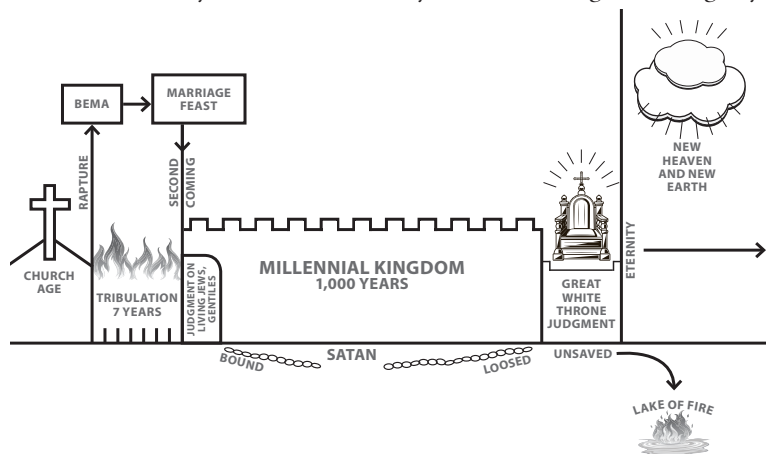 BEMA
MARRIAGE
FEAST
RAPTURE
SECOND
COMING
NEW
HEAVEN
AND NEW
EARTH
CHURCH
AGE
TRIBULATION
7 YEARS
JUDGMENT ON
LIVING JEWS,
GENTILES
MILLENNIAL KINGDOM
1,000 YEARS
GREAT
WHITE
THRONE
JUDGMENT
ETERNITY
BOUND
SATAN
LOOSED
UNSAVED
LAKE OF FIRE